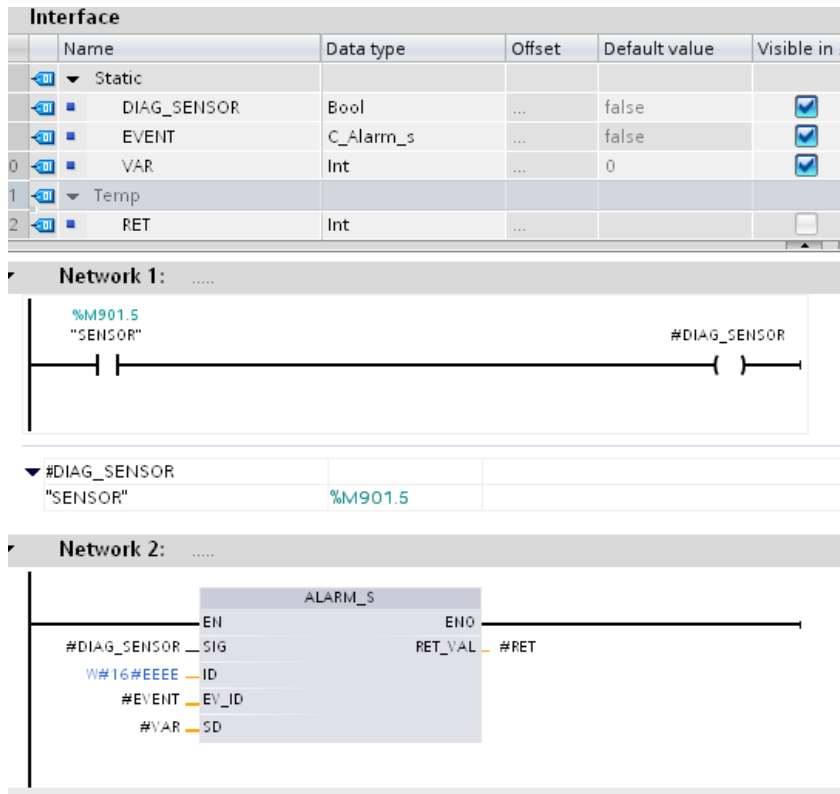 Interface
Name Data type Offset Default value Visible in .
Static
DIAG_SENSOR Bool ... false
EVENT C_Alarm_s ... false
0 VAR Int ... 0
1 Temp
2 RET Int ...
Network 1: .....
%M901.5
"SENSOR" #DIAG_SENSOR
#DIAG_SENSOR
"SENSOR" %M901.5
Network 2: .....
ALARM_S
EN ENO
#DIAG_SENSOR SIG RET_VAL #RET
W#16#EEEE ID
#EVENT EV_ID
#VAR SD